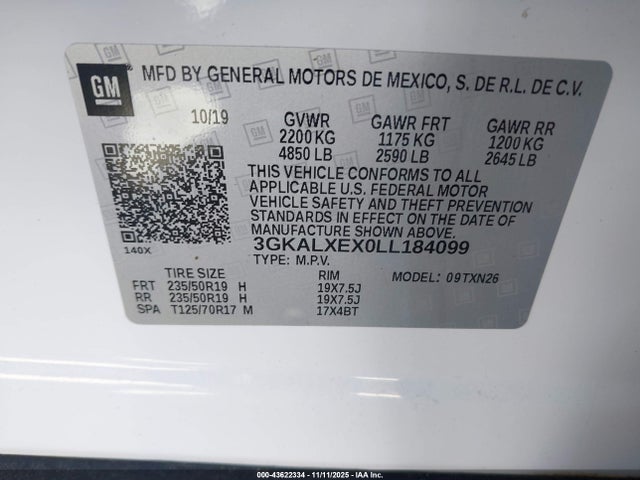 GM
MFD BY GENERAL MOTORS DE MEXICO, S. DE R.L. DE C.V.
10/19 GVWR GAWR FRT GAWR RR
2200 KG 1175 KG 1200 KG
4850 LB 2590 LB 2645 LB
THIS VEHICLE CONFORMS TO ALL
APPLICABLE U.S. FEDERAL MOTOR
VEHICLE SAFETY AND THEFT PREVENTION
STANDARDS IN EFFECT ON THE DATE OF
MANUFACTURE SHOWN ABOVE.
140X 3GKALXEX0LL184099
TYPE: M.P.V.
TIRE SIZE RIM MODEL: 09TXN26
FRT 235/50R19 H 19X7.5J
RR 235/50R19 H 19X7.5J
SPA T125/70R17 M 17X4BT
000-43622334 - 11/11/2025 - IAA Inc.